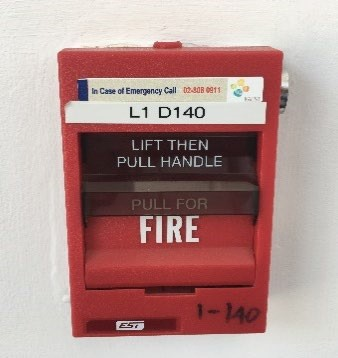 In Case of Emergency Call 02-808 9911
L1 D140
LIFT THEN
PULL HANDLE
PULL FOR
FIRE
1-140
EST